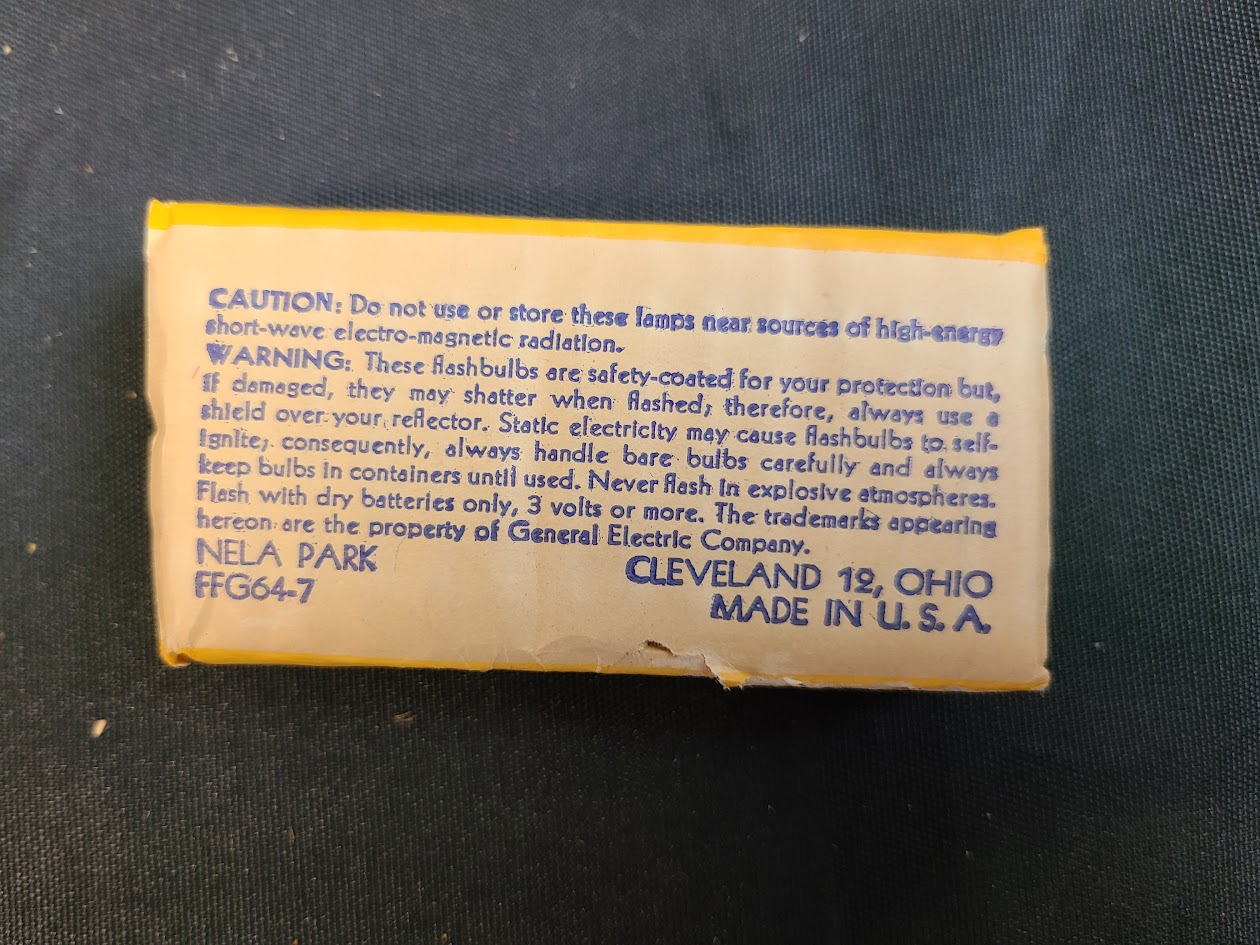 CAUTION: Do not use or store these lamps near sources of high-energy
short-wave electro-magnetic radiation.
WARNING: These flashbulbs are safety-coated for your protection but,
if damaged, they may shatter when flashed; therefore, always use a
shield over your reflector. Static electricity may cause flashbulbs to self-
ignite; consequently, always handle bare bulbs carefully and always
keep bulbs in containers until used. Never flash in explosive atmospheres.
Flash with dry batteries only, 3 volts or more. The trademarks appearing
hereon are the property of General Electric Company.
NELA PARK
FFG64-7
CLEVELAND 12, OHIO
MADE IN U. S. A.